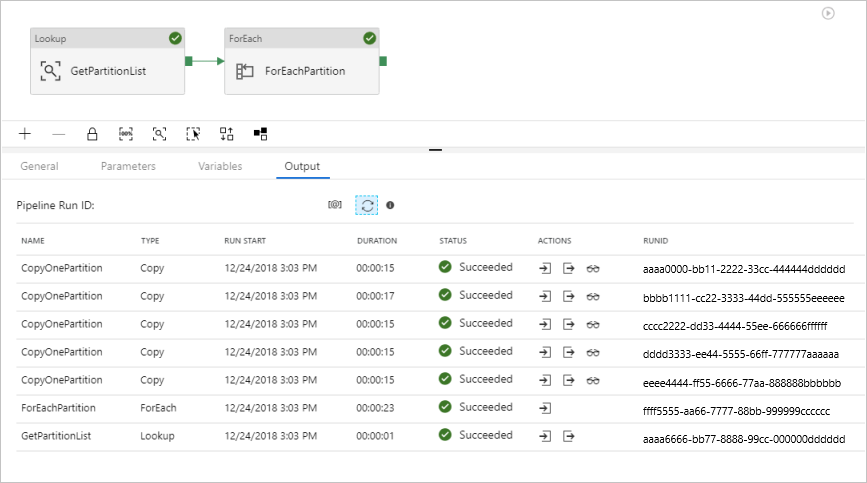 Lookup
GetPartitionList
ForEach
ForEachPartition
100%
General Parameters Variables Output
Pipeline Run ID:
NAME TYPE RUN START DURATION STATUS ACTIONS RUNID
CopyOnePartition Copy 12/24/2018 3:03 PM 00:00:15 Succeeded aaaa0000-bb11-2222-33cc-444444dddddd
CopyOnePartition Copy 12/24/2018 3:03 PM 00:00:17 Succeeded bbbb1111-cc22-3333-44dd-555555eeeeee
CopyOnePartition Copy 12/24/2018 3:03 PM 00:00:15 Succeeded cccc2222-dd33-4444-55ee-666666ffffff
CopyOnePartition Copy 12/24/2018 3:03 PM 00:00:15 Succeeded dddd3333-ee44-5555-66ff-777777aaaaaa
CopyOnePartition Copy 12/24/2018 3:03 PM 00:00:15 Succeeded eeee4444-ff55-6666-77aa-888888bbbbbb
ForEachPartition ForEach 12/24/2018 3:03 PM 00:00:23 Succeeded ffff5555-aa66-7777-88bb-999999cccccc
GetPartitionList Lookup 12/24/2018 3:03 PM 00:00:01 Succeeded aaaa6666-bb77-8888-99cc-000000dddddd